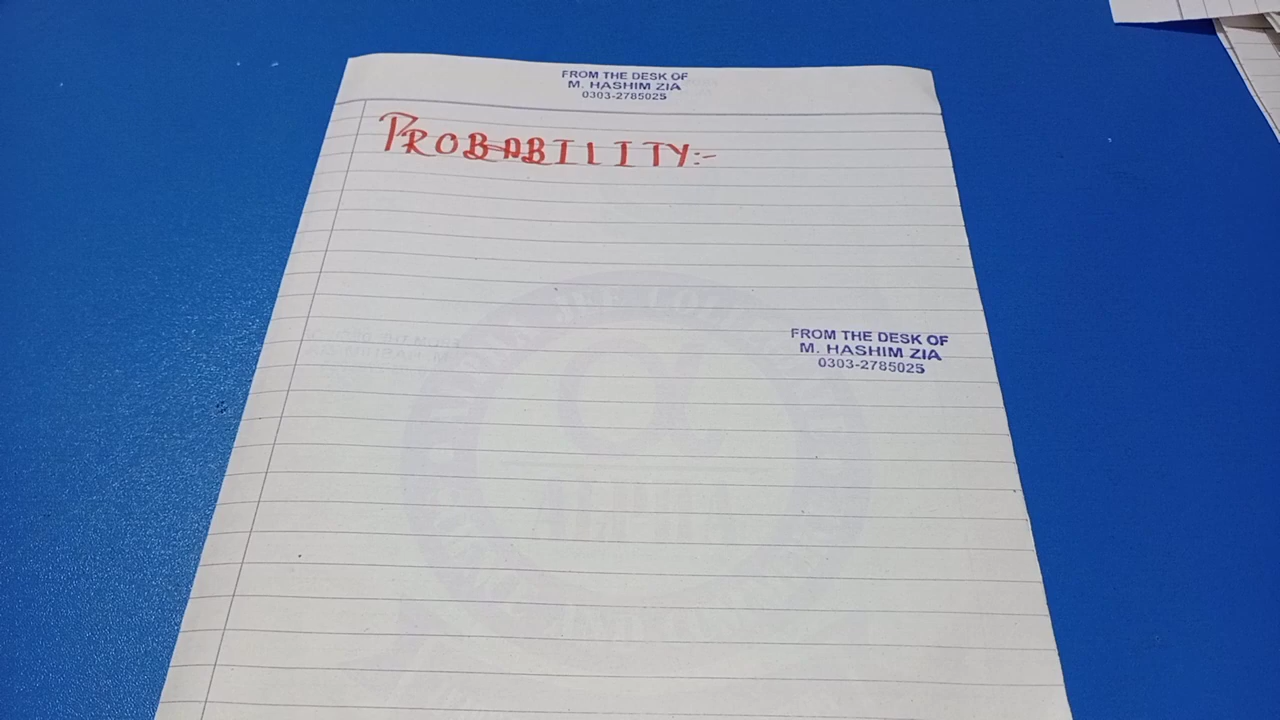 FROM THE DESK OF
M. HASHIM ZIA
0303-2785025
PROBABILITY:-
FROM THE DESK OF
M. HASHIM ZIA
0303-2785025